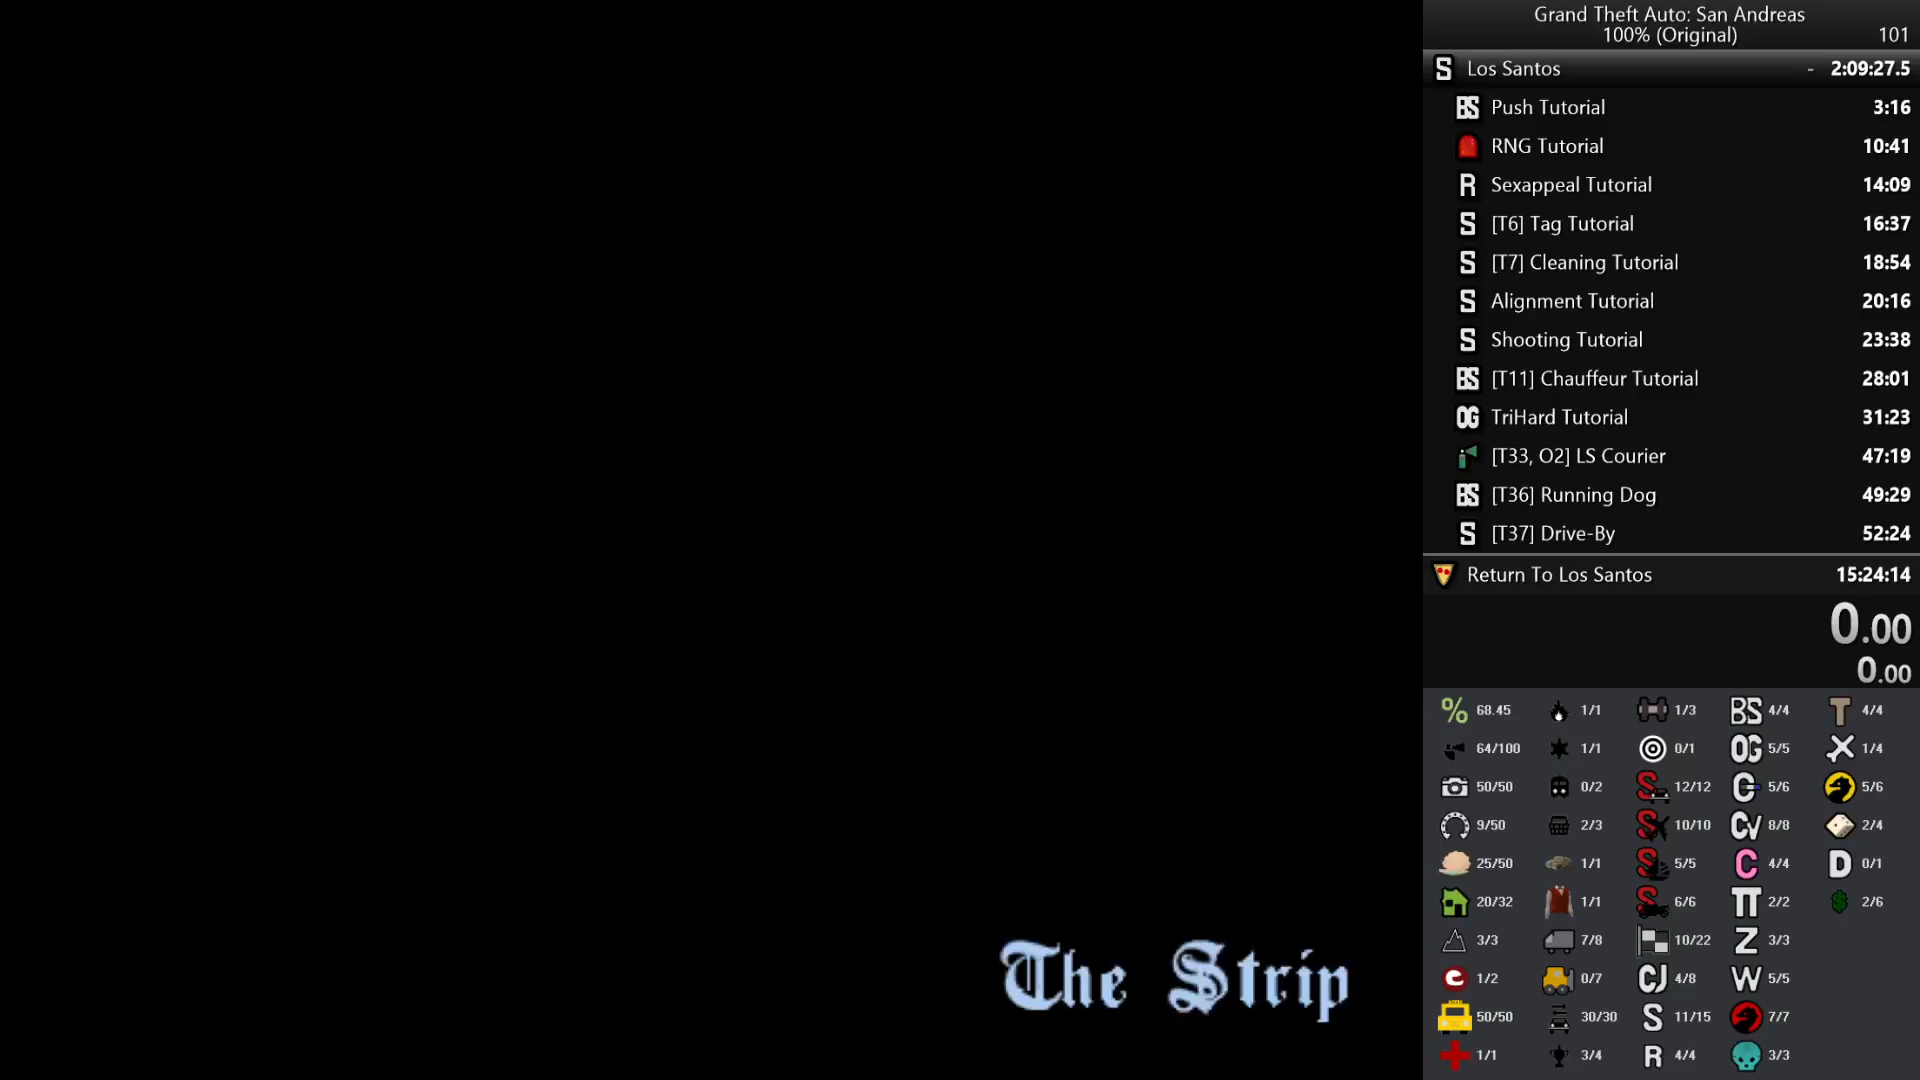 Grand Theft Auto: San Andreas
100% (Original) 101
S Los Santos - 2:09:27.5
BS Push Tutorial 3:16
RNG Tutorial 10:41
R Sexappeal Tutorial 14:09
S [T6] Tag Tutorial 16:37
S [T7] Cleaning Tutorial 18:54
S Alignment Tutorial 20:16
S Shooting Tutorial 23:38
BS [T11] Chauffeur Tutorial 28:01
OG TriHard Tutorial 31:23
[T33, O2] LS Courier 47:19
BS [T36] Running Dog 49:29
S [T37] Drive-By 52:24
Return To Los Santos 15:24:14
0.00
0.00
% 68.45 1/1 1/3 BS 4/4 T 4/4
64/100 1/1 0/1 OG 5/5 1/4
50/50 0/2 S 12/12 C 5/6 5/6
9/50 2/3 S 10/10 CV 8/8 2/4
25/50 1/1 S 5/5 C 4/4 D 0/1
20/32 1/1 S 6/6 TT 2/2 $ 2/6
3/3 7/8 10/22 Z 3/3
C 1/2 0/7 CJ 4/8 W 5/5
50/50 30/30 S 11/15 7/7
1/1 3/4 R 4/4 3/3
The Strip